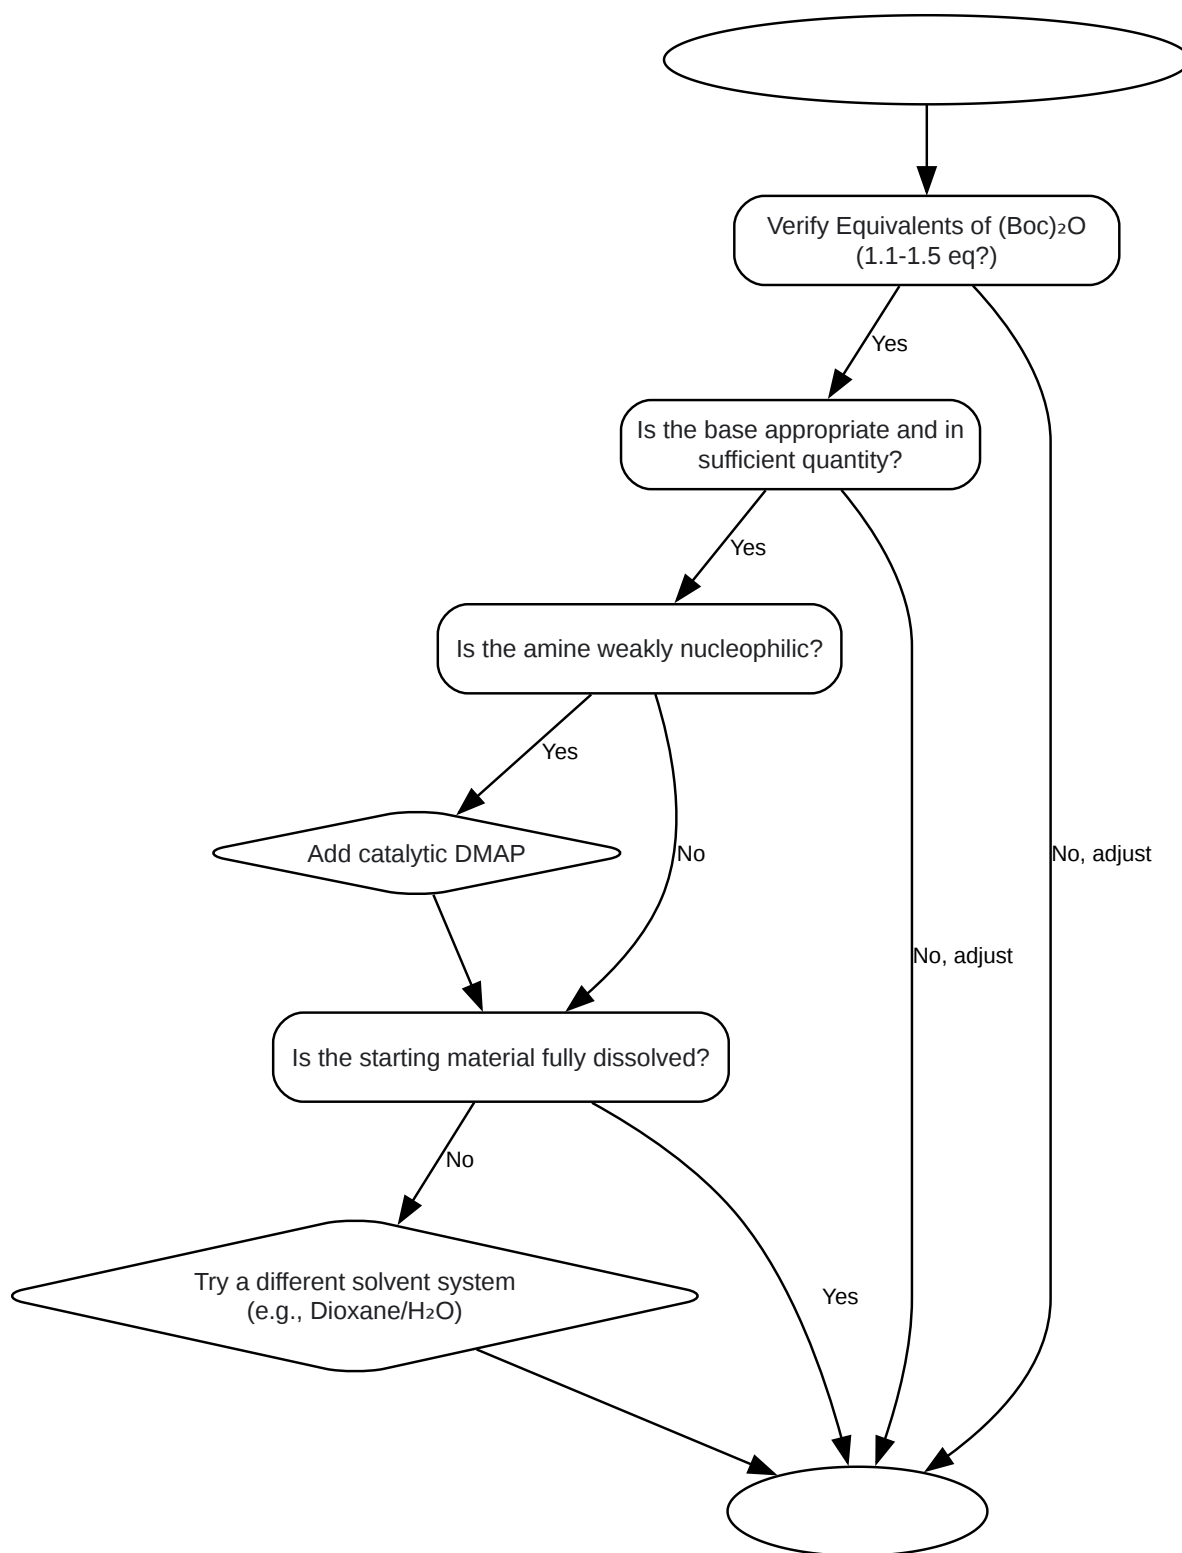 Verify Equivalents of (Boc)₂O
(1.1-1.5 eq?)
Yes
Is the base appropriate and in
sufficient quantity?
Yes
Is the amine weakly nucleophilic?
Yes
Add catalytic DMAP
No
No, adjust
No, adjust
Is the starting material fully dissolved?
No
Try a different solvent system
(e.g., Dioxane/H₂O)
Yes